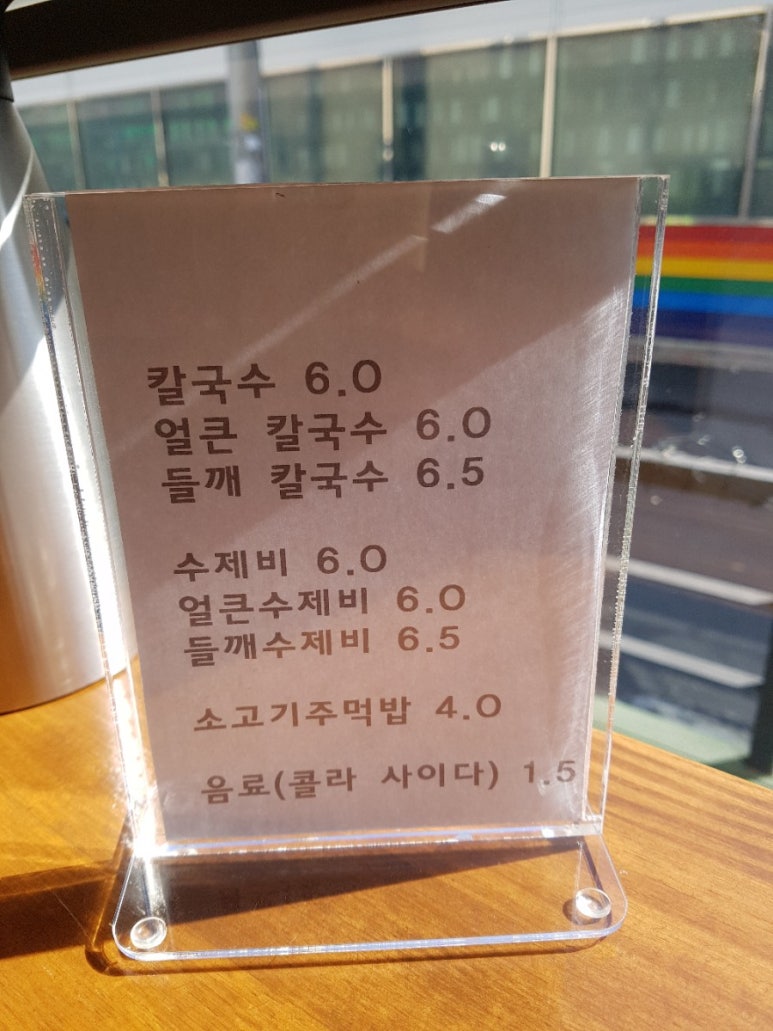 칼국수 6.0
얼큰 칼국수 6.0
들깨 칼국수 6.5
수제비 6.0
얼큰수제비 6.0
들깨수제비 6.5
소고기주먹밥 4.0
음료(콜라 사이다) 1.5